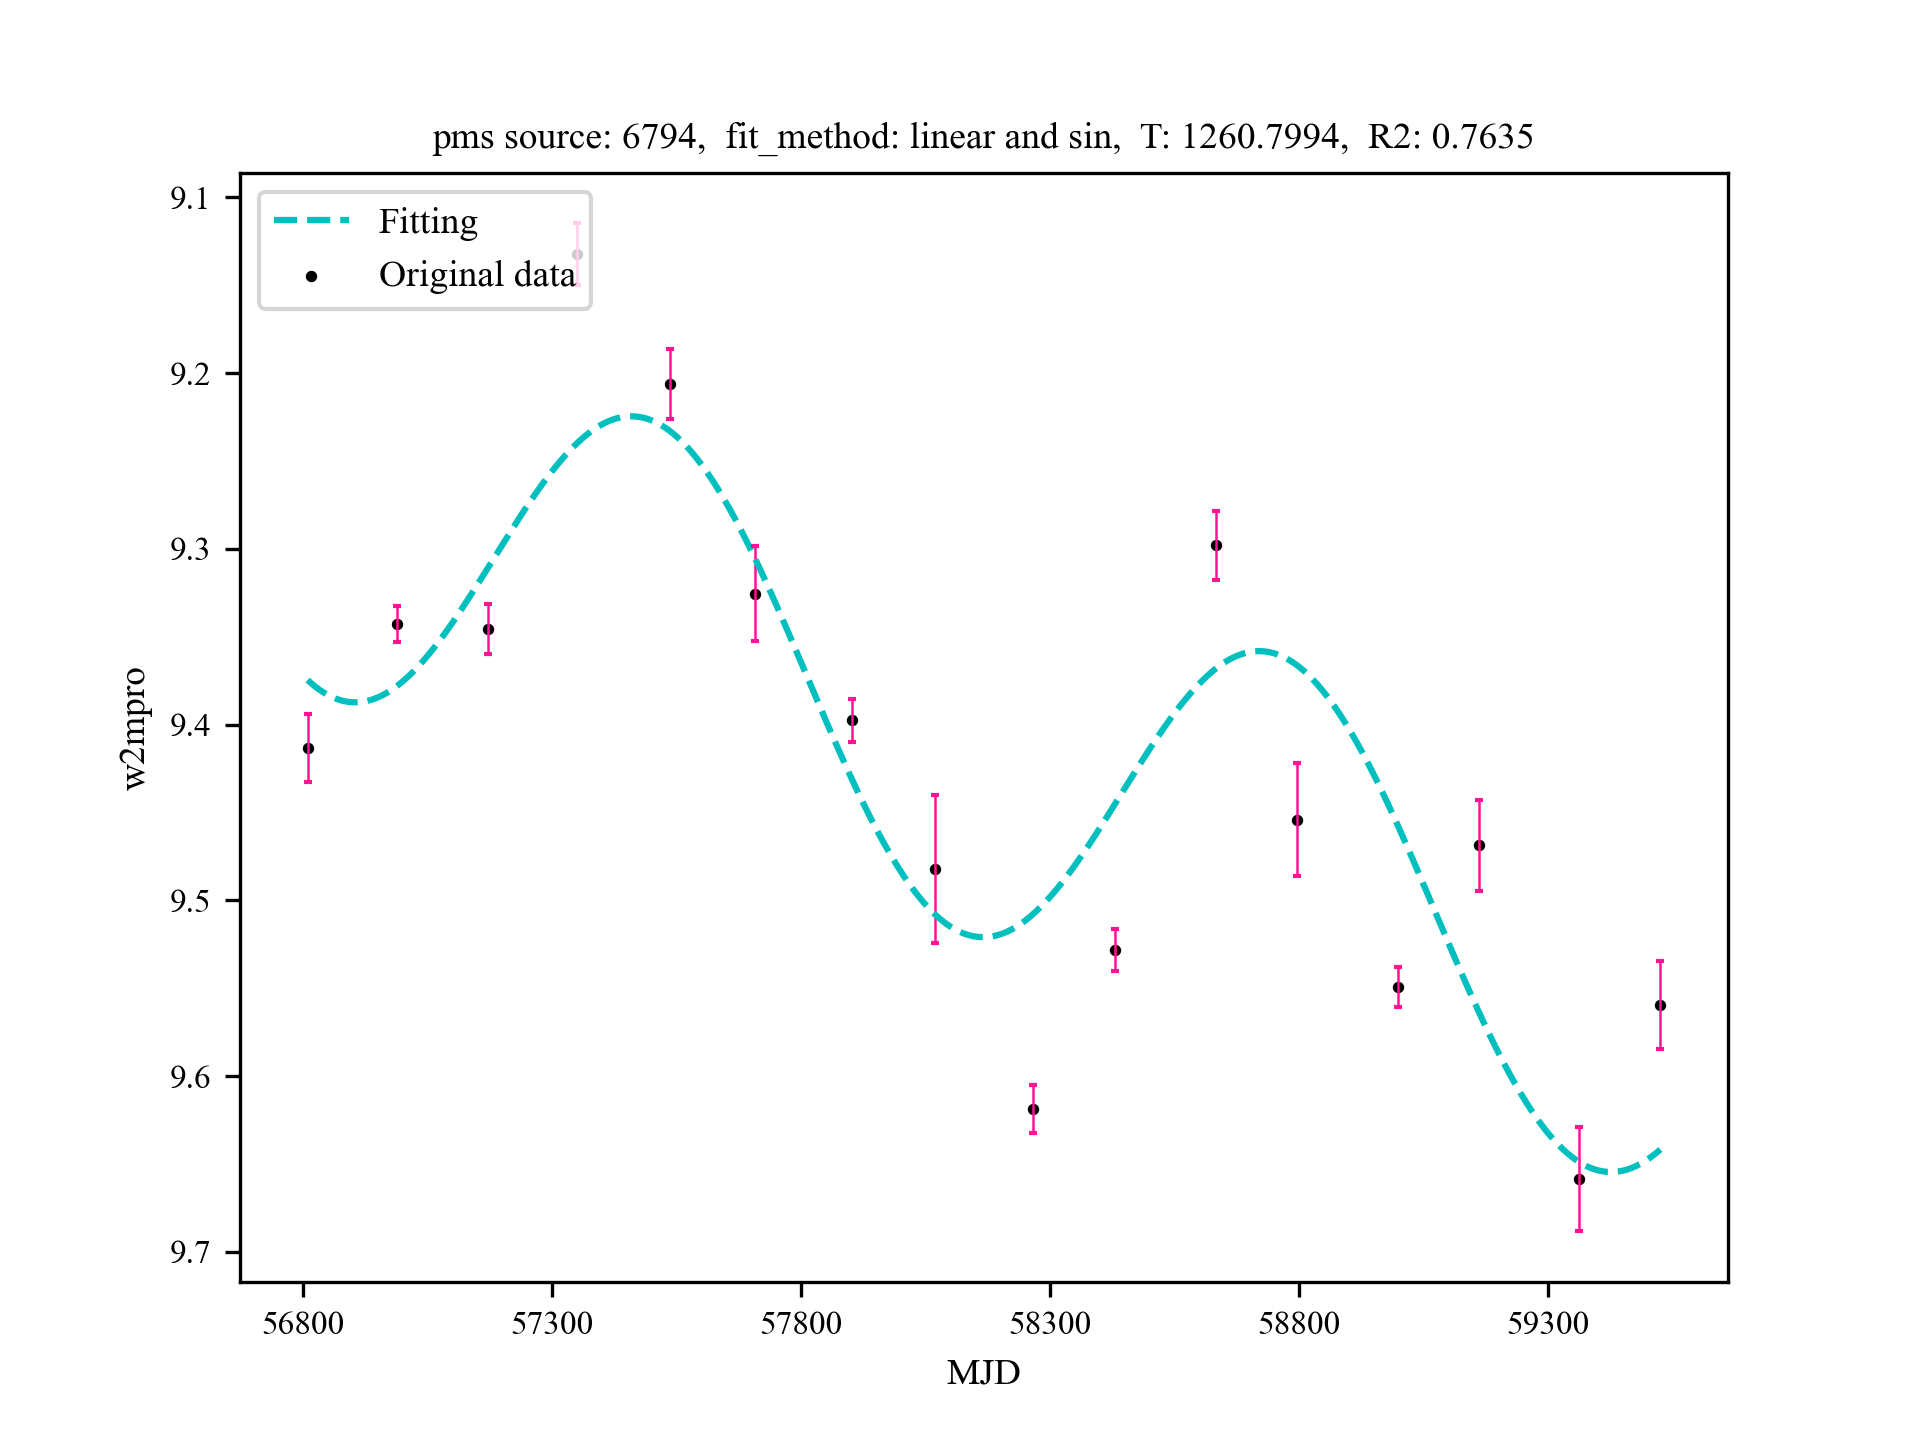 pms source: 6794, fit_method: linear and sin, T: 1260.7994, R2: 0.7635
Fitting
Original data
9.1
9.2
9.3
9.4
9.5
9.6
9.7
w2mpro
56800 57300 57800 58300 58800 59300
MJD